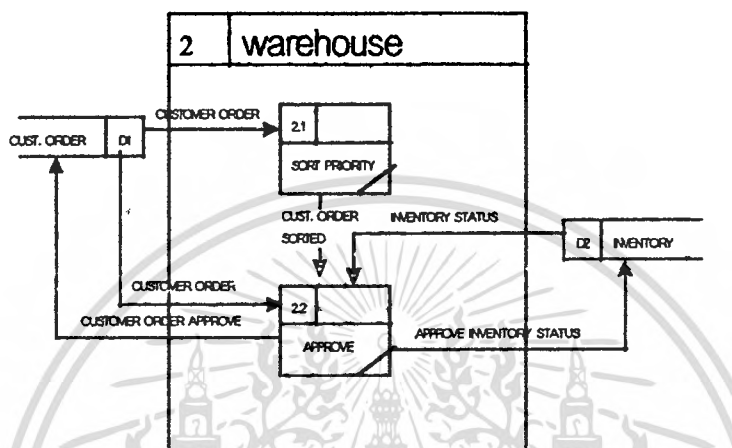 2 warehouse
CUSTOMER ORDER
CUST. ORDER D1
2.1
SORT PRIORITY
CUST. ORDER
SORTED
INVENTORY STATUS
D2 INVENTORY
CUSTOMER ORDER
2.2
CUSTOMER ORDER APPROVE
APPROVE
APPROVE INVENTORY STATUS